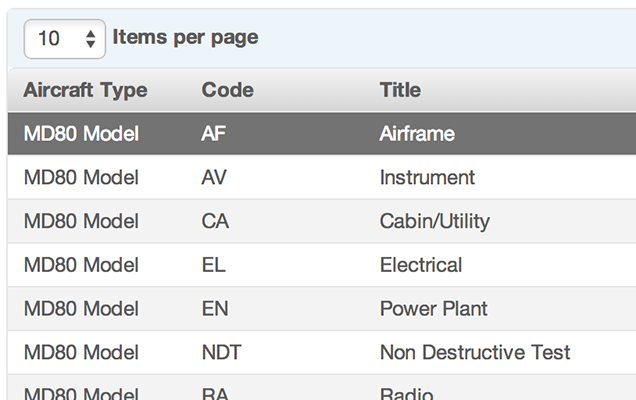 10 Items per page
Aircraft Type Code Title
MD80 Model AF Airframe
MD80 Model AV Instrument
MD80 Model CA Cabin/Utility
MD80 Model EL Electrical
MD80 Model EN Power Plant
MD80 Model NDT Non Destructive Test
MD80 Model RA Radio